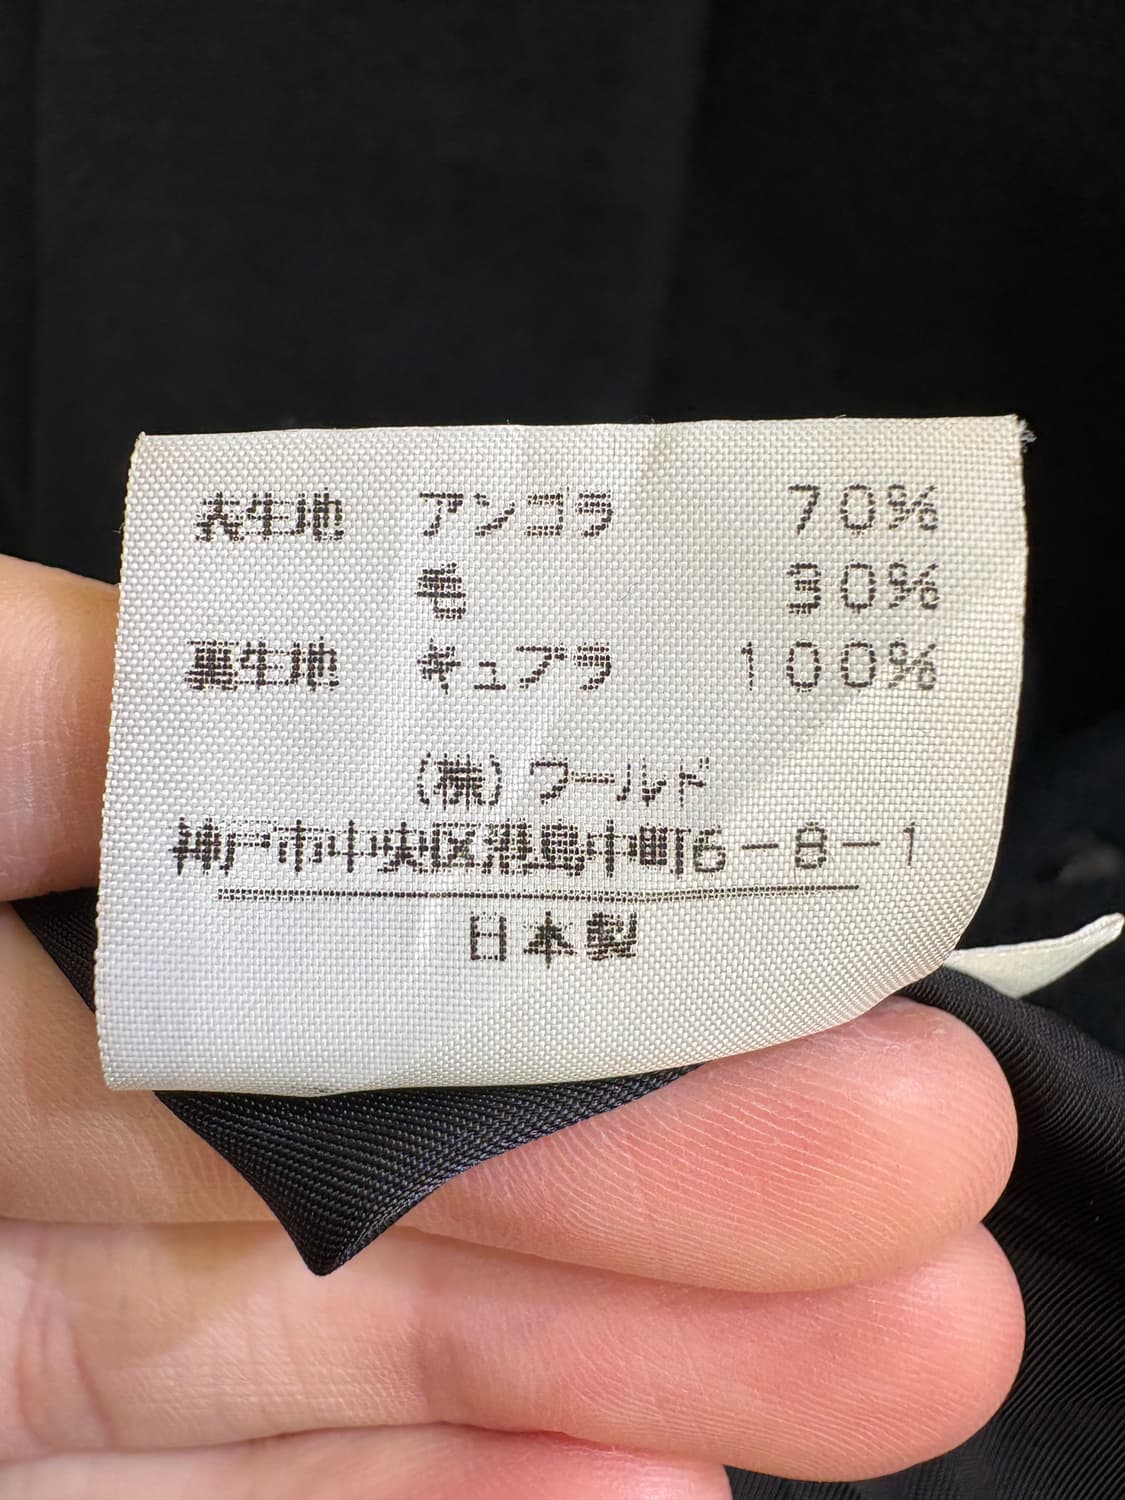 表生地 アンゴラ 70%
毛 30%
裏生地 キュプラ 100%
(株)ワールド
神戸市中央区港島中町6-8-1
日本製